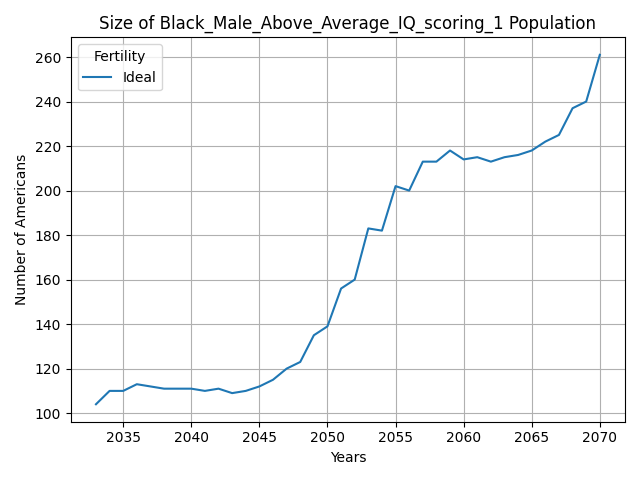 Size of Black_Male_Above_Average_IQ_scoring_1 Population
Fertility
Ideal
Number of Americans
260
240
220
200
180
160
140
120
100
2035 2040 2045 2050 2055 2060 2065 2070
Years